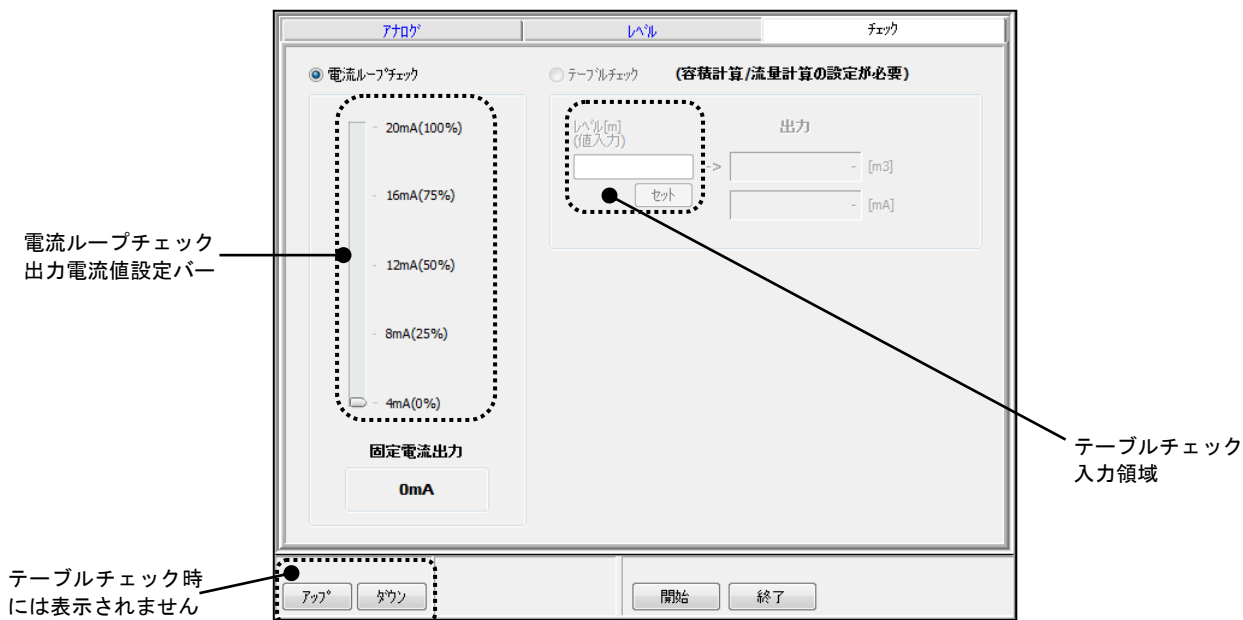 ｱﾅﾛｸﾞ
ﾚﾍﾞﾙ
ﾁｪｯｸ
電流ﾙｰﾌﾟﾁｪｯｸ
ﾃｰﾌﾞﾙﾁｪｯｸ
(容積計算/流量計算の設定が必要)
20mA(100%)
16mA(75%)
12mA(50%)
8mA(25%)
4mA(0%)
固定電流出力
0mA
ﾚﾍﾞﾙ[m]
(値入力)
ｾｯﾄ
->
出力
- [m3]
- [mA]
電流ループチェック
出力電流値設定バー
テーブルチェック
入力領域
テーブルチェック時
には表示されません
ｱｯﾌﾟ
ﾀﾞｳﾝ
開始
終了